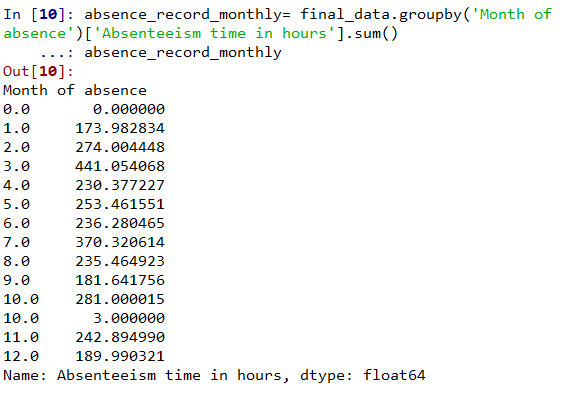 In [10]: absence_record_monthly= final_data.groupby('Month of
absence')['Absenteeism time in hours'].sum()
    ...: absence_record_monthly
Out[10]:
Month of absence
0.0       0.000000
1.0     173.982834
2.0     274.004448
3.0     441.054068
4.0     230.377227
5.0     253.461551
6.0     236.280465
7.0     370.320614
8.0     235.464923
9.0     181.641756
10.0    281.000015
10.0      3.000000
11.0    242.894990
12.0    189.990321
Name: Absenteeism time in hours, dtype: float64